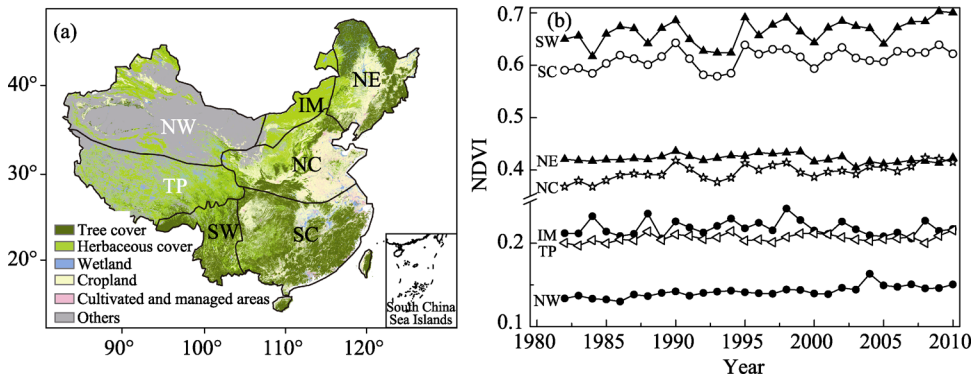 (a)
NE
IM
NW
NC
TP
SW
SC
40°
30°
20°
Tree cover
Herbaceous cover
Wetland
Cropland
Cultivated and managed areas
Others
South China
Sea Islands
90°
100°
110°
120°
(b)
NDVI
0.7
0.6
0.5
0.4
0.2
0.1
SW
SC
NE
NC
IM
TP
NW
1980
1985
1990
1995
2000
2005
2010
Year